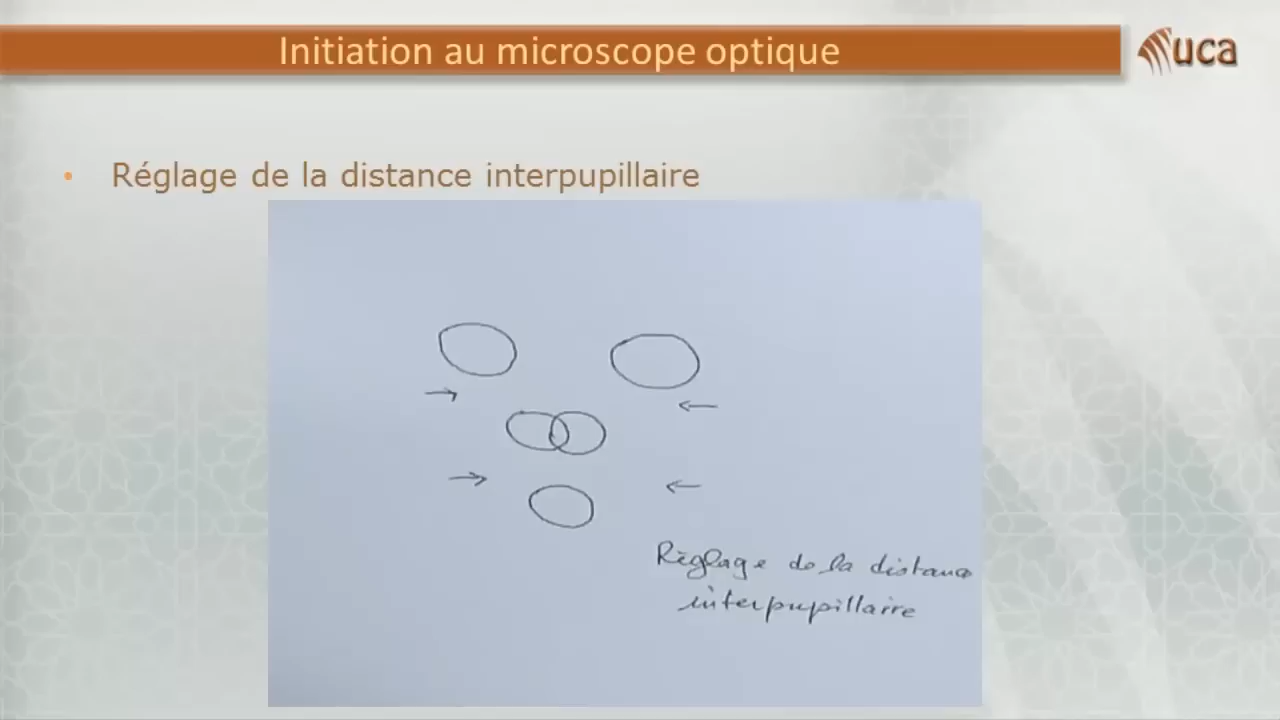 Initiation au microscope optique
uca
• Réglage de la distance interpupillaire
Réglage de la distance
interpupillaire